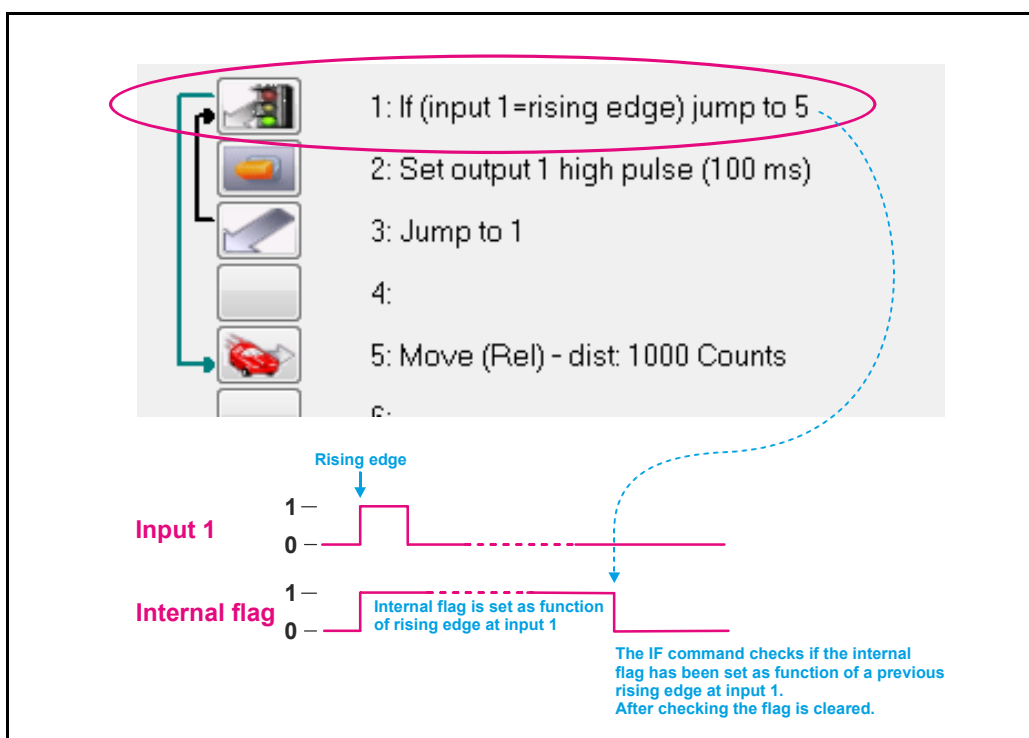 1: If (input 1=rising edge) jump to 5
2: Set output 1 high pulse (100 ms)
3: Jump to 1
4:
5: Move (Rel) - dist: 1000 Counts
6:
Rising edge
Input 1
1
0
Internal flag
1
0
Internal flag is set as function
of rising edge at input 1
The IF command checks if the internal
flag has been set as function of a previous
rising edge at input 1.
After checking the flag is cleared.